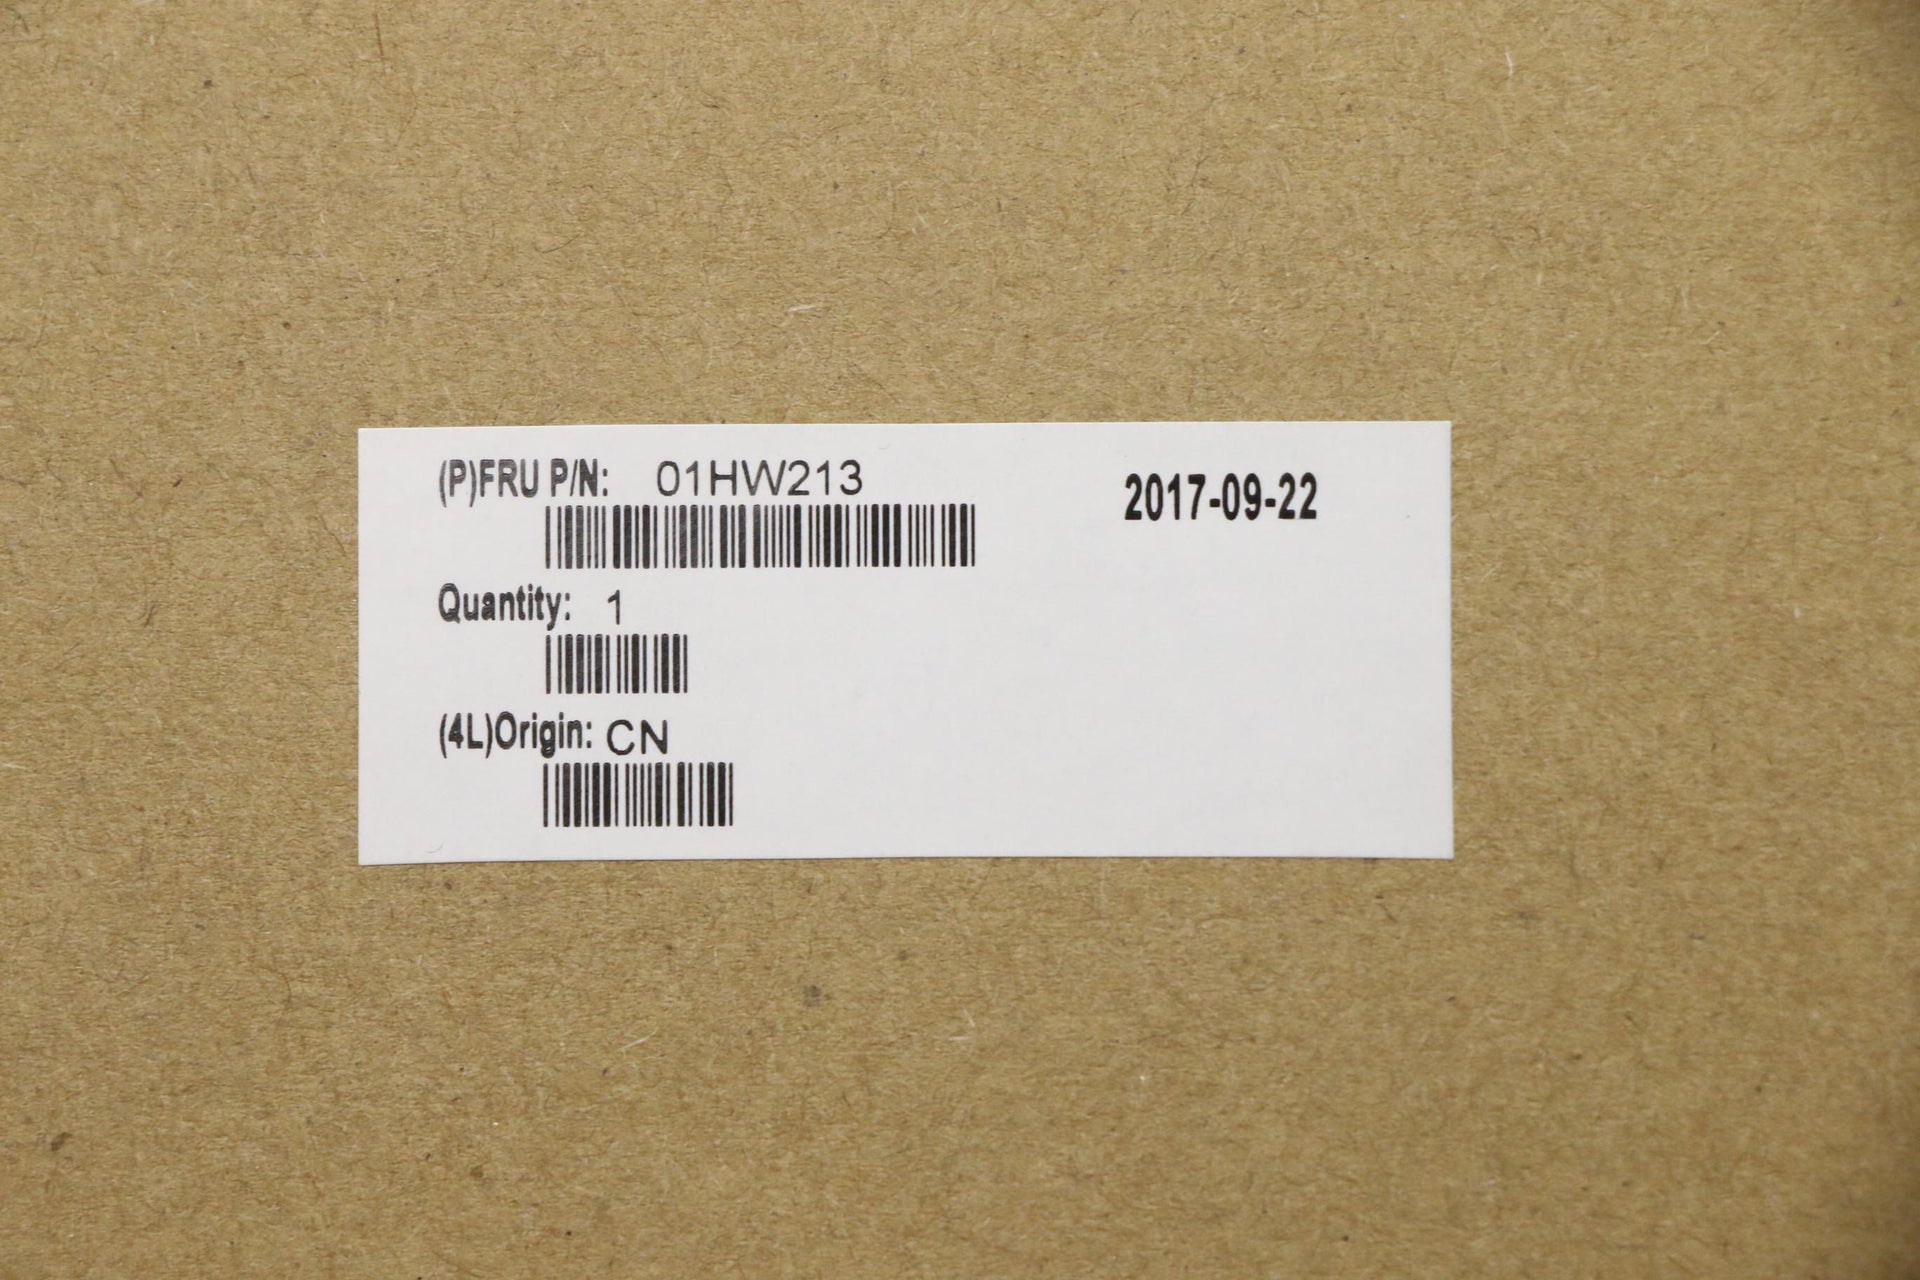 (P)FRU P/N: 01HW213
2017-09-22
Quantity: 1
(4L)Origin: CN